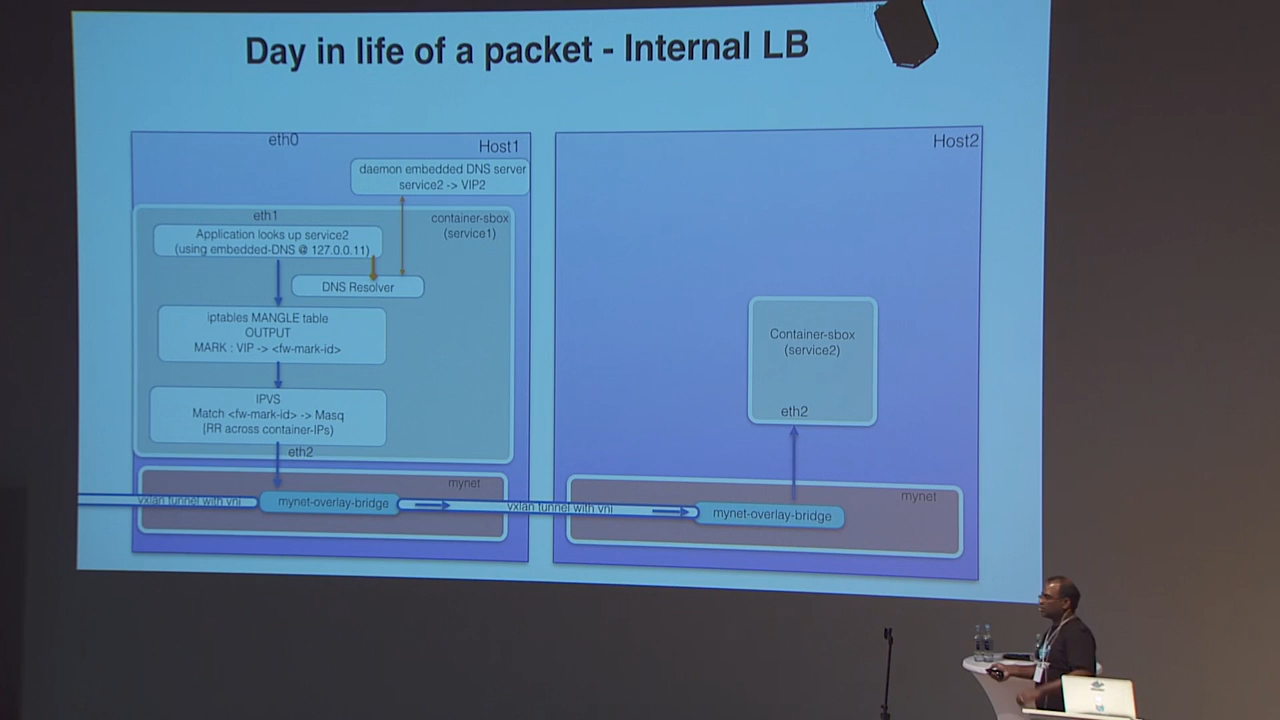 Day in life of a packet - Internal LB
eth0
Host1
daemon embedded DNS server
service2 -> VIP2
eth1
container-sbox
(service1)
Application looks up service2
(using embedded-DNS @ 127.0.0.11)
DNS Resolver
iptables MANGLE table
OUTPUT
MARK : VIP -> <fw-mark-id>
IPVS
Match <fw-mark-id> -> Masq
[RR across container-IPs)
eth2
mynet
vxlan tunnel with vni
mynet-overlay-bridge
vxlan tunnel with vni
Host2
Container-sbox
(service2)
eth2
mynet
mynet-overlay-bridge